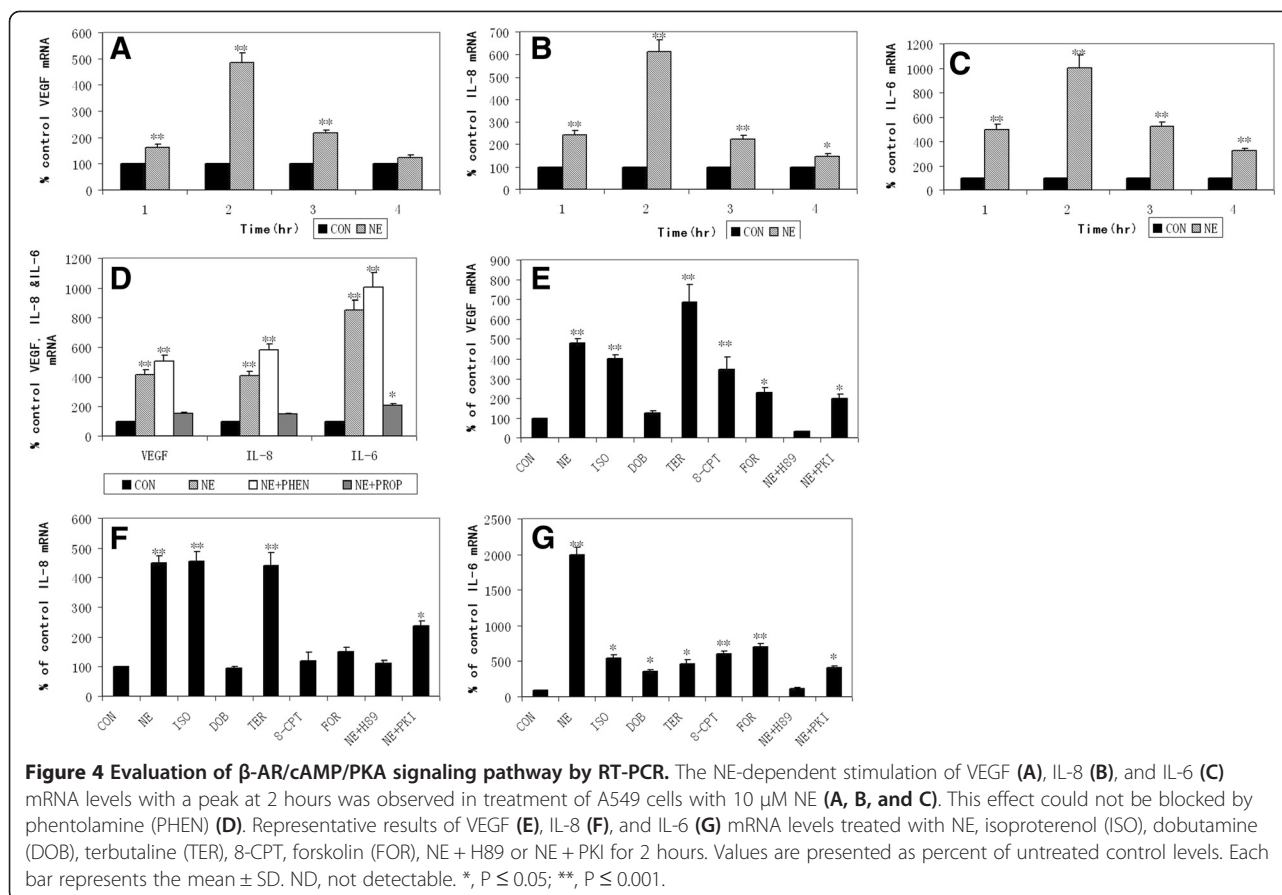 A
% control VEGF mRNA
600
500
400
300
200
100
0
**
**
**
1 2 3 4
Time(hr)
CON NE
B
% control IL-8 mRNA
700
600
500
400
300
200
100
0
**
**
**
*
1 2 3 4
Time(hr)
CON NE
C
% control IL-6 mRNA
1200
1000
800
600
400
200
0
**
**
**
**
1 2 3 4
Time(hr)
CON NE
D
% control VEGF, IL-8 &IL-6
mRNA
1200
1000
800
600
400
200
0
** **
** **
** ** *
VEGF IL-8 IL-6
CON NE NE+PHEN NE+PROP
E
% of control VEGF mRNA
900
800
700
600
500
400
300
200
100
0
** ** ** ** * *
CON NE ISO DOB TER 8-CPT FOR NE+H89 NE+PKI
F
% of control IL-8 mRNA
600
500
400
300
200
100
0
** ** ** *
CON NE ISO DOB TER 8-CPT FOR NE+H89 NE+PKI
G
% of control IL-6 mRNA
2500
2000
1500
1000
500
0
** * * * ** ** *
CON NE ISO DOB TER 8-CPT FOR NE+H89 NE+PKI
Figure 4 Evaluation of β-AR/cAMP/PKA signaling pathway by RT-PCR. The NE-dependent stimulation of VEGF (A), IL-8 (B), and IL-6 (C)
mRNA levels with a peak at 2 hours was observed in treatment of A549 cells with 10 μM NE (A, B, and C). This effect could not be blocked by
phentolamine (PHEN) (D). Representative results of VEGF (E), IL-8 (F), and IL-6 (G) mRNA levels treated with NE, isoproterenol (ISO), dobutamine
(DOB), terbutaline (TER), 8-CPT, forskolin (FOR), NE + H89 or NE + PKI for 2 hours. Values are presented as percent of untreated control levels. Each
bar represents the mean ± SD. ND, not detectable. *, P ≤ 0.05; **, P ≤ 0.001.